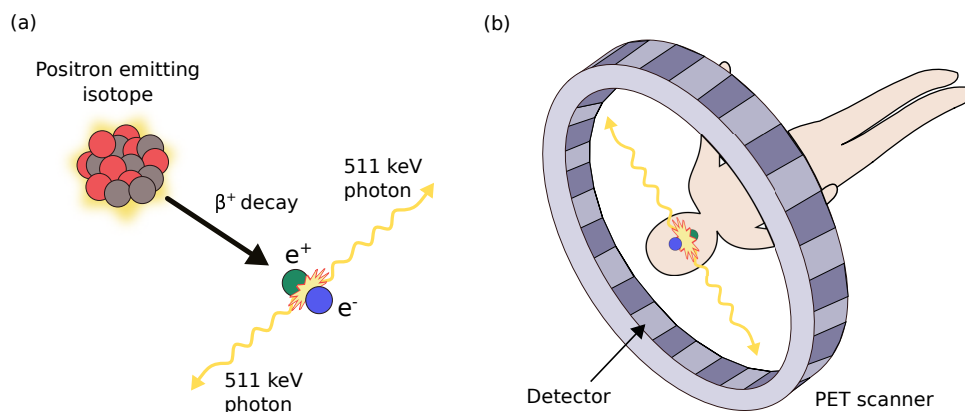 (a)
Positron emitting
isotope
β⁺ decay
511 keV
photon
e⁺
e⁻
511 keV
photon
(b)
Detector
PET scanner